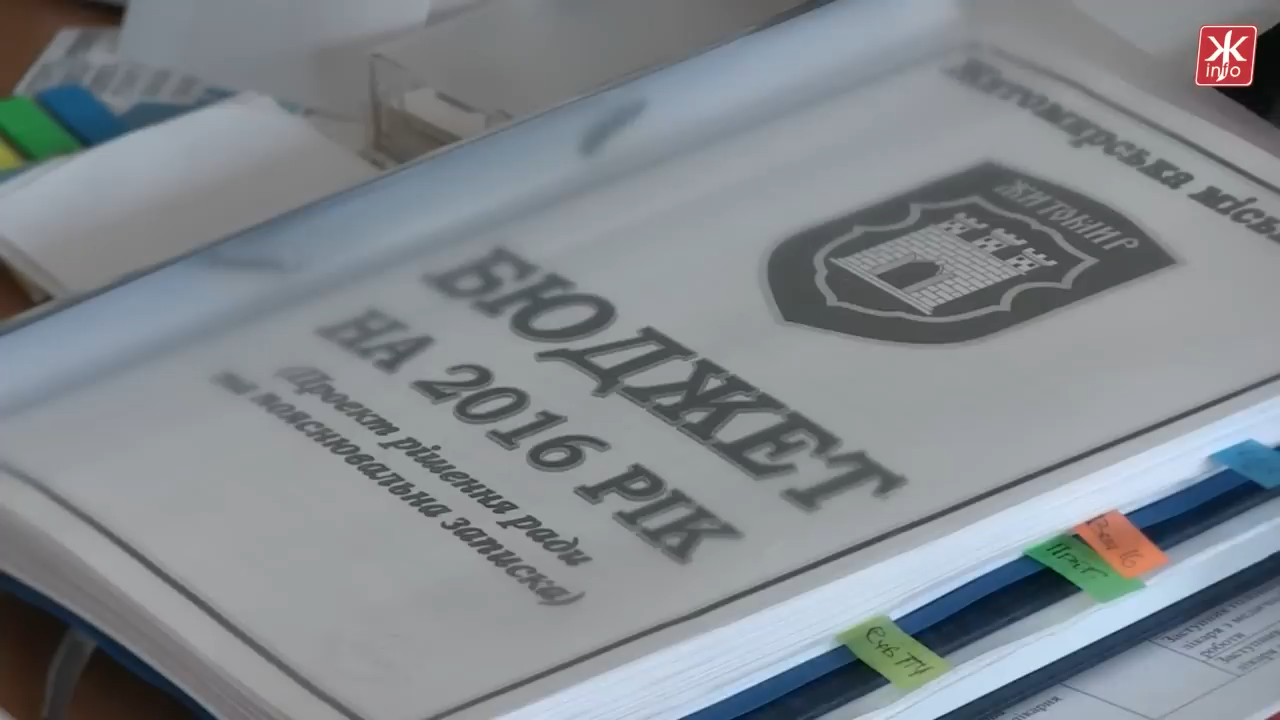 Ж
info
Житомирська місь
ЖИТОМИР
БЮДЖЕТ
НА 2016 РІК
(Проект рішення ради
та пояснювальна записка)